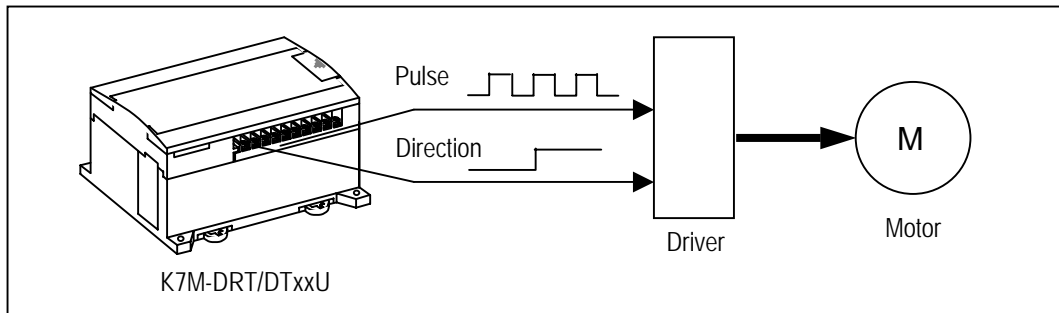 Pulse
Direction
M
Driver
Motor
K7M-DRT/DTxxU